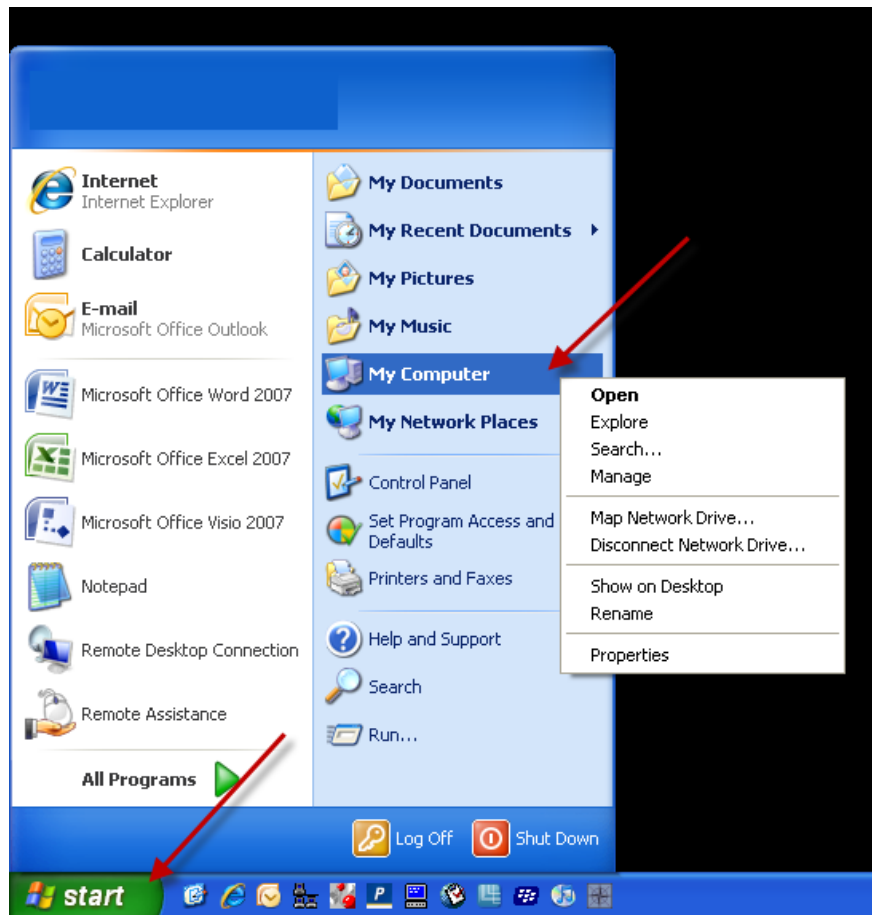 Internet
Internet Explorer
Calculator
E-mail
Microsoft Office Outlook
Microsoft Office Word 2007
Microsoft Office Excel 2007
Microsoft Office Visio 2007
Notepad
Remote Desktop Connection
Remote Assistance
All Programs
My Documents
My Recent Documents
My Pictures
My Music
My Computer
My Network Places
Control Panel
Set Program Access and
Defaults
Printers and Faxes
Help and Support
Search
Run...
Open
Explore
Search...
Manage
Map Network Drive...
Disconnect Network Drive...
Show on Desktop
Rename
Properties
Log Off
Shut Down
start